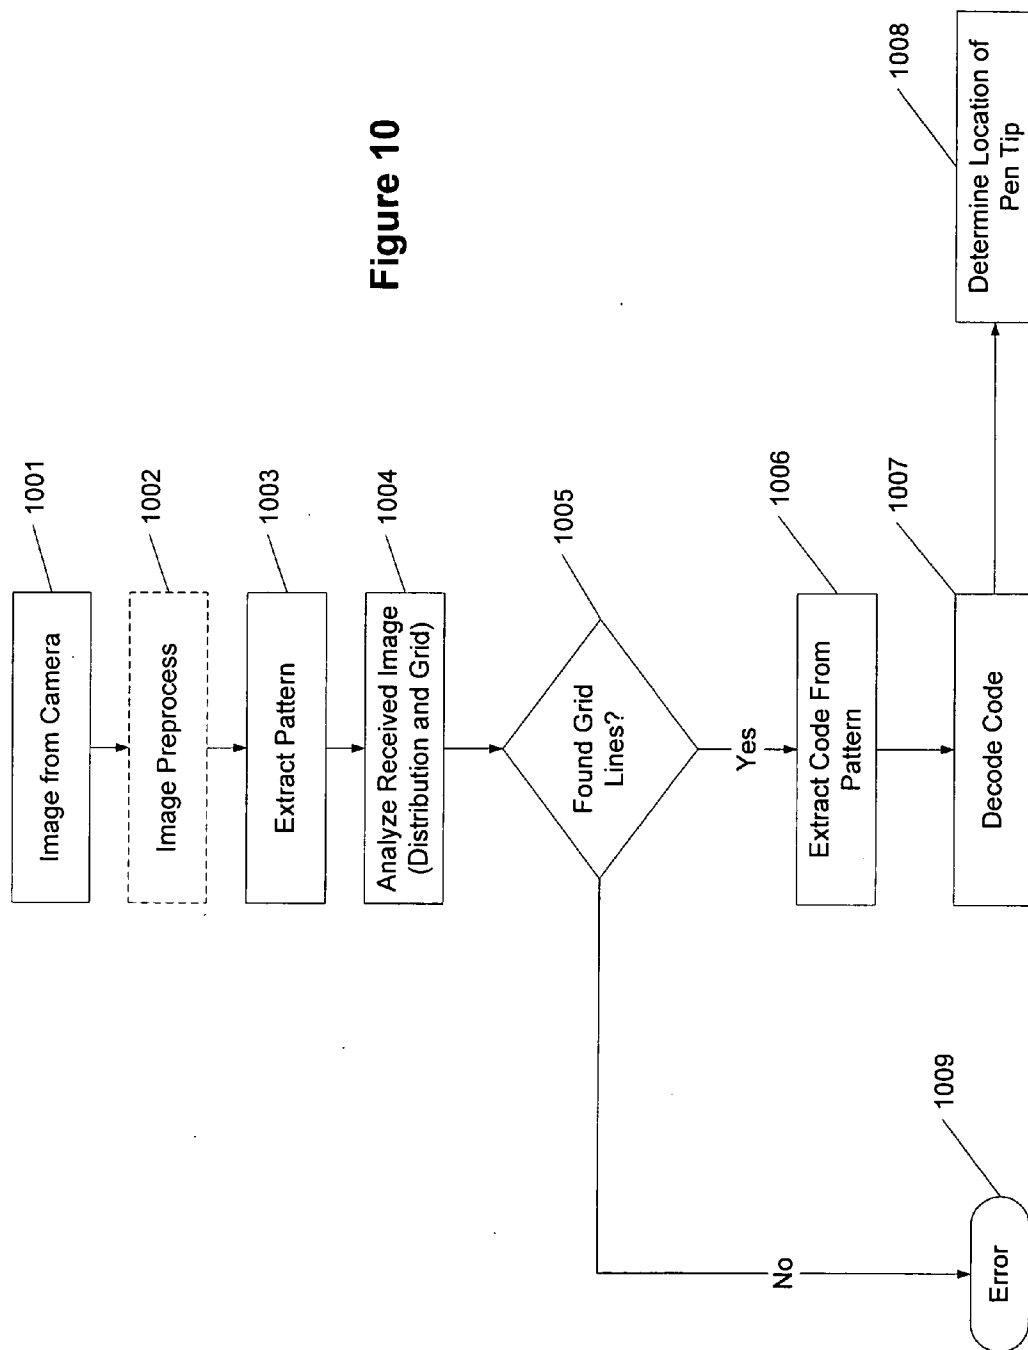 Figure 10
Image from Camera
1001
Image Preprocess
1002
Extract Pattern
1003
Analyze Received Image
(Distribution and Grid)
1004
Found Grid
Lines?
1005
Yes
No
Extract Code From
Pattern
1006
Decode Code
1007
Determine Location of
Pen Tip
1008
Error
1009